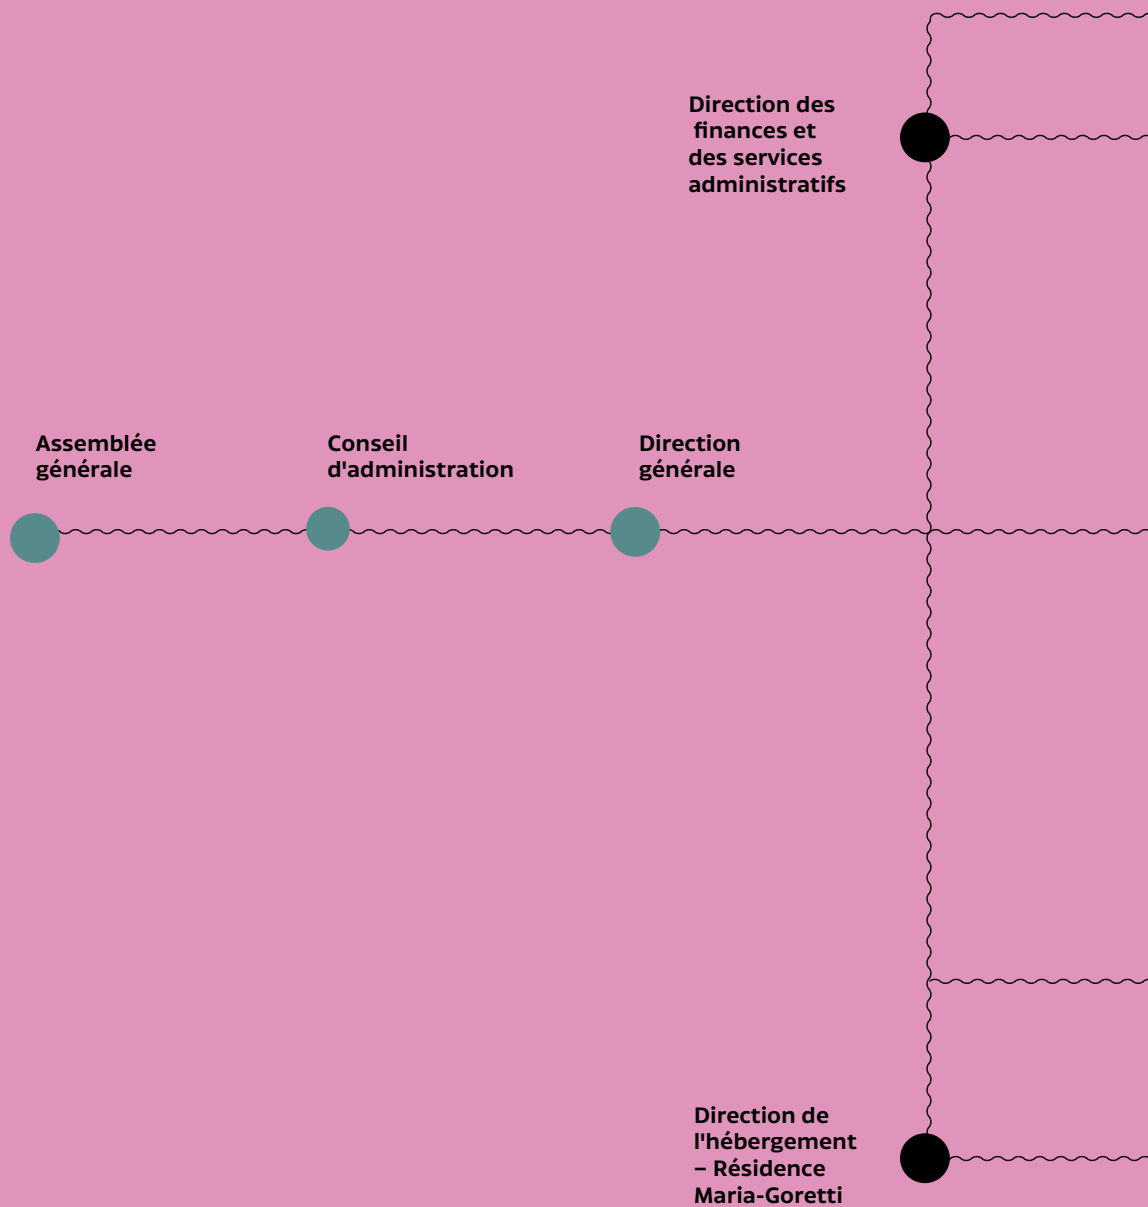 Direction des
finances et
des services
administratifs
Assemblée
générale
Conseil
d'administration
Direction
générale
Direction de
l'hébergement
– Résidence
Maria-Goretti